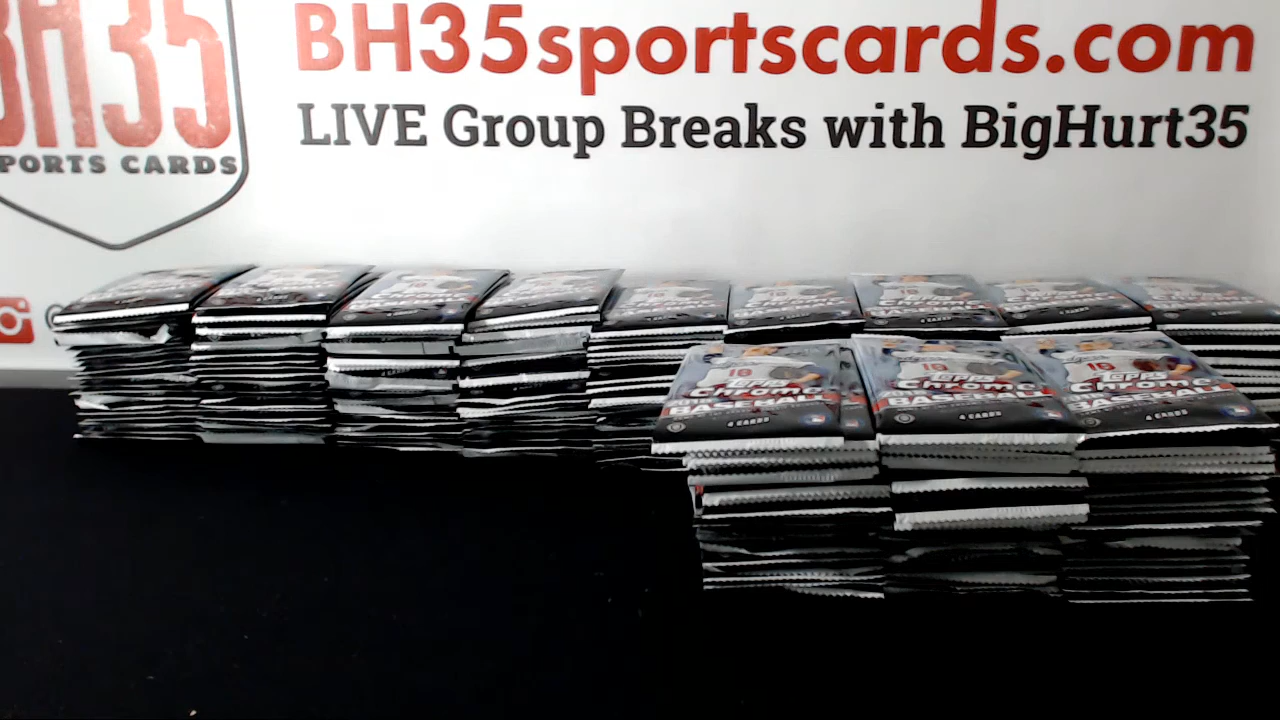 BH35sportscards.com
LIVE Group Breaks with BigHurt35
BH35
PORTS CARDS
TOPPS
Chrome
BASEBALL
4 CARDS
TOPPS
Chrome
BASEBALL
4 CARDS
TOPPS
Chrome
BASEBALL
4 CARDS